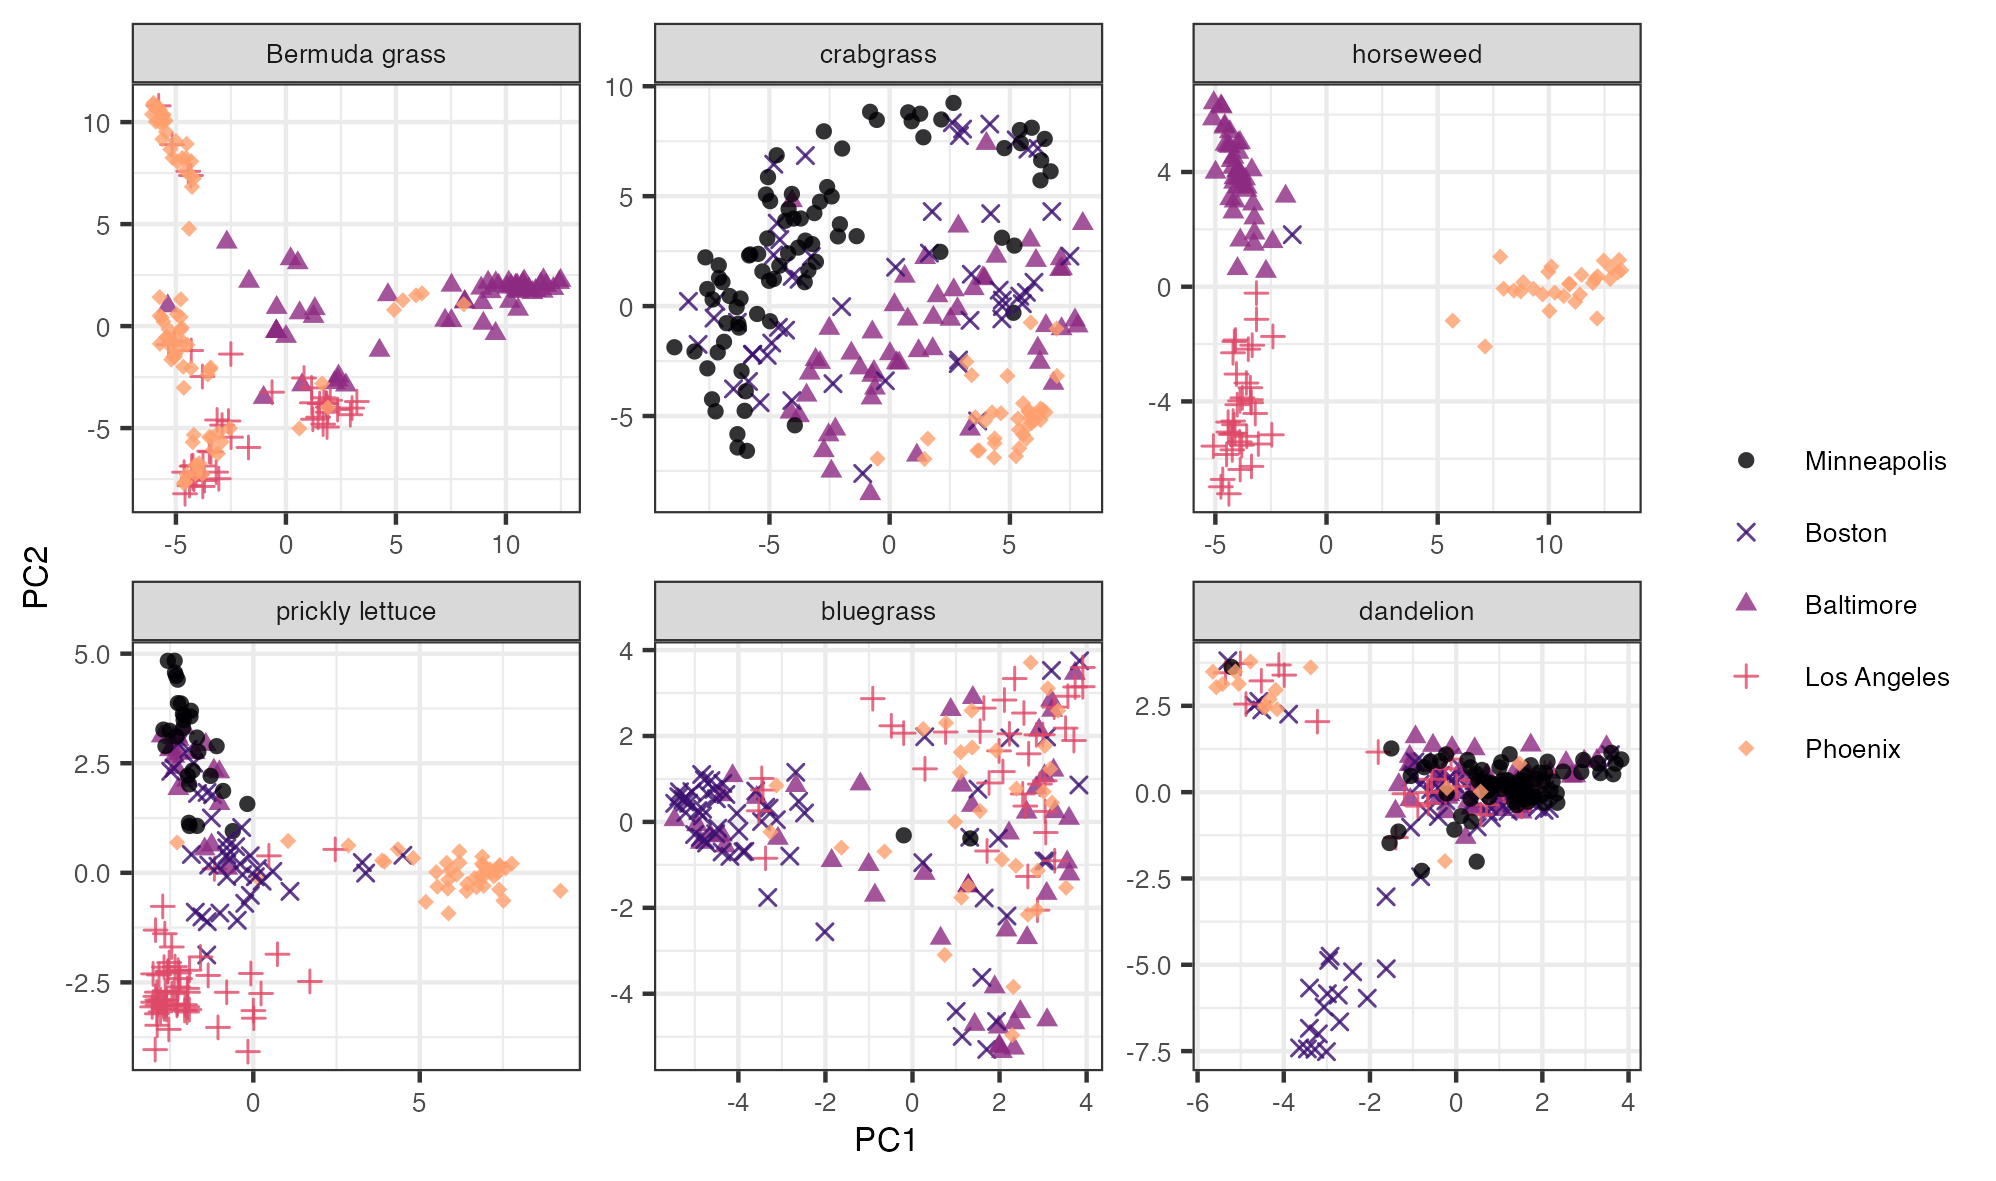 Bermuda grass
crabgrass
horseweed
10
5
0
-5
10
5
0
-5
4
0
-4
-5 0 5 10
-5 0 5
-5 0 5 10
prickly lettuce
bluegrass
dandelion
5.0
2.5
0.0
-2.5
4
2
0
-2
-4
2.5
0.0
-2.5
-5.0
-7.5
0 5
-4 -2 0 2 4
-6 -4 -2 0 2 4
PC1
PC2
Minneapolis
Boston
Baltimore
Los Angeles
Phoenix